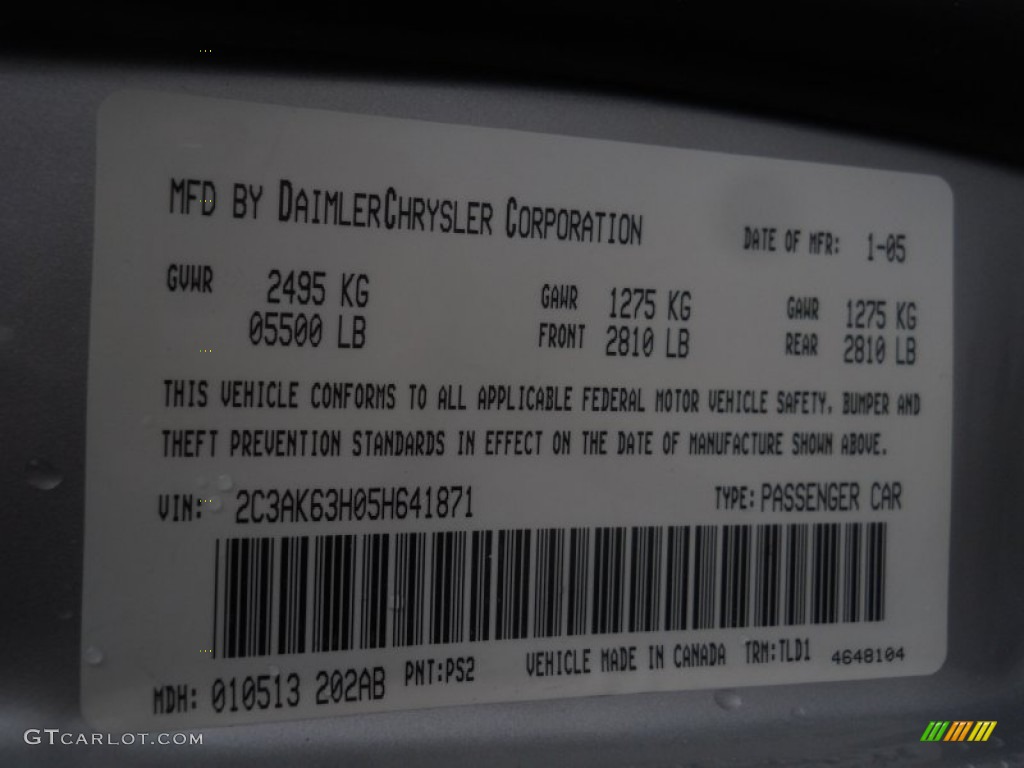 MFD BY DAIMLERCHRYSLER CORPORATION
DATE OF MFR: 1-05
GVWR 2495 KG
05500 LB
GAWR 1275 KG
FRONT 2810 LB
GAWR 1275 KG
REAR 2810 LB
THIS VEHICLE CONFORMS TO ALL APPLICABLE FEDERAL MOTOR VEHICLE SAFETY, BUMPER AND
THEFT PREVENTION STANDARDS IN EFFECT ON THE DATE OF MANUFACTURE SHOWN ABOVE.
VIN: 2C3AK63H05H641871 TYPE: PASSENGER CAR
MDH: 010513 202AB PNT:PS2 VEHICLE MADE IN CANADA TRM:TLD1 4648104
GTCARLOT.COM